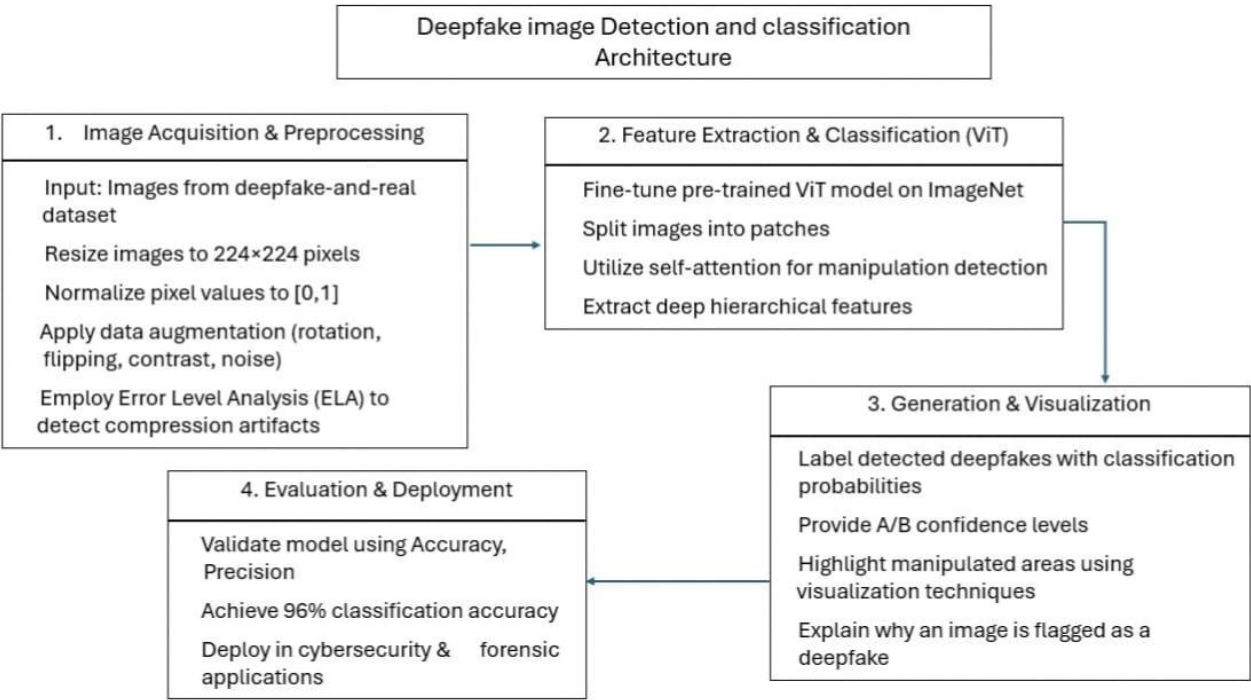 Deepfake image Detection and classification
Architecture
1. Image Acquisition & Preprocessing
Input: Images from deepfake-and-real
dataset
Resize images to 224×224 pixels
Normalize pixel values to [0,1]
Apply data augmentation (rotation,
flipping, contrast, noise)
Employ Error Level Analysis (ELA) to
detect compression artifacts
2. Feature Extraction & Classification (ViT)
Fine-tune pre-trained ViT model on ImageNet
Split images into patches
Utilize self-attention for manipulation detection
Extract deep hierarchical features
3. Generation & Visualization
Label detected deepfakes with classification
probabilities
Provide A/B confidence levels
Highlight manipulated areas using
visualization techniques
Explain why an image is flagged as a
deepfake
4. Evaluation & Deployment
Validate model using Accuracy,
Precision
Achieve 96% classification accuracy
Deploy in cybersecurity & forensic
applications